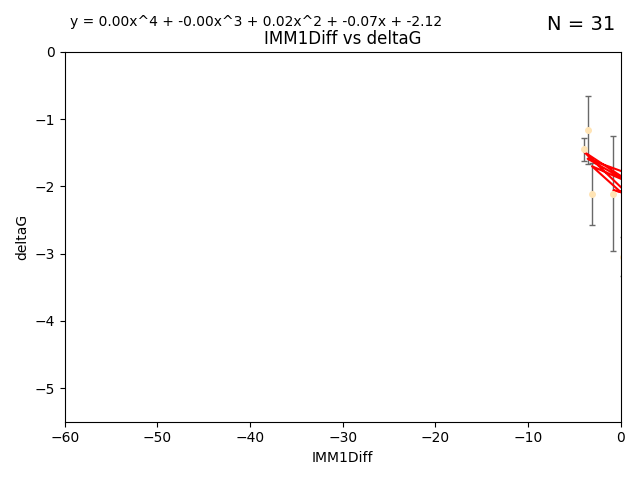 y = 0.00x^4 + -0.00x^3 + 0.02x^2 + -0.07x + -2.12
N = 31
IMM1Diff vs deltaG
0
−1
−2
−3
−4
−5
deltaG
−60 −50 −40 −30 −20 −10 0
IMM1Diff